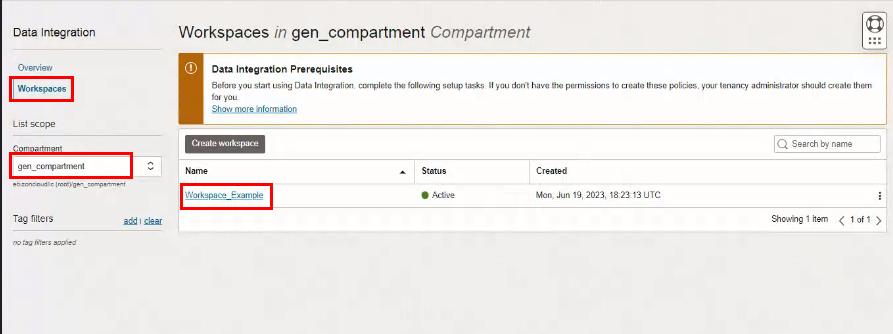 Data Integration
Overview
Workspaces
List scope
Compartment
gen_compartment
ebizoncloudllc (root)/gen_compartment
Tag filters
add | clear
no tag filters applied
Workspaces in gen_compartment Compartment
Data Integration Prerequisites
Before you start using Data Integration, complete the following setup tasks. If you don't have the permissions to create these policies, your tenancy administrator should create them
for you.
Show more information
Create workspace
Search by name
Name
Status
Created
Workspace_Example
Active
Mon, Jun 19, 2023, 18:23:13 UTC
Showing 1 item
1 of 1